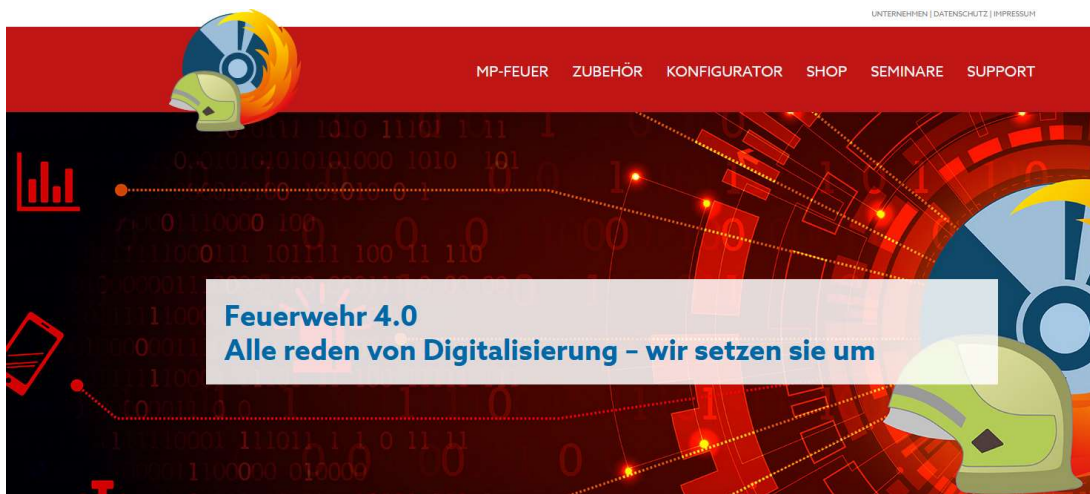 UNTERNEHMEN | DATENSCHUTZ | IMPRESSUM
MP-FEUER ZUBEHÖR KONFIGURATOR SHOP SEMINARE SUPPORT
Feuerwehr 4.0
Alle reden von Digitalisierung – wir setzen sie um